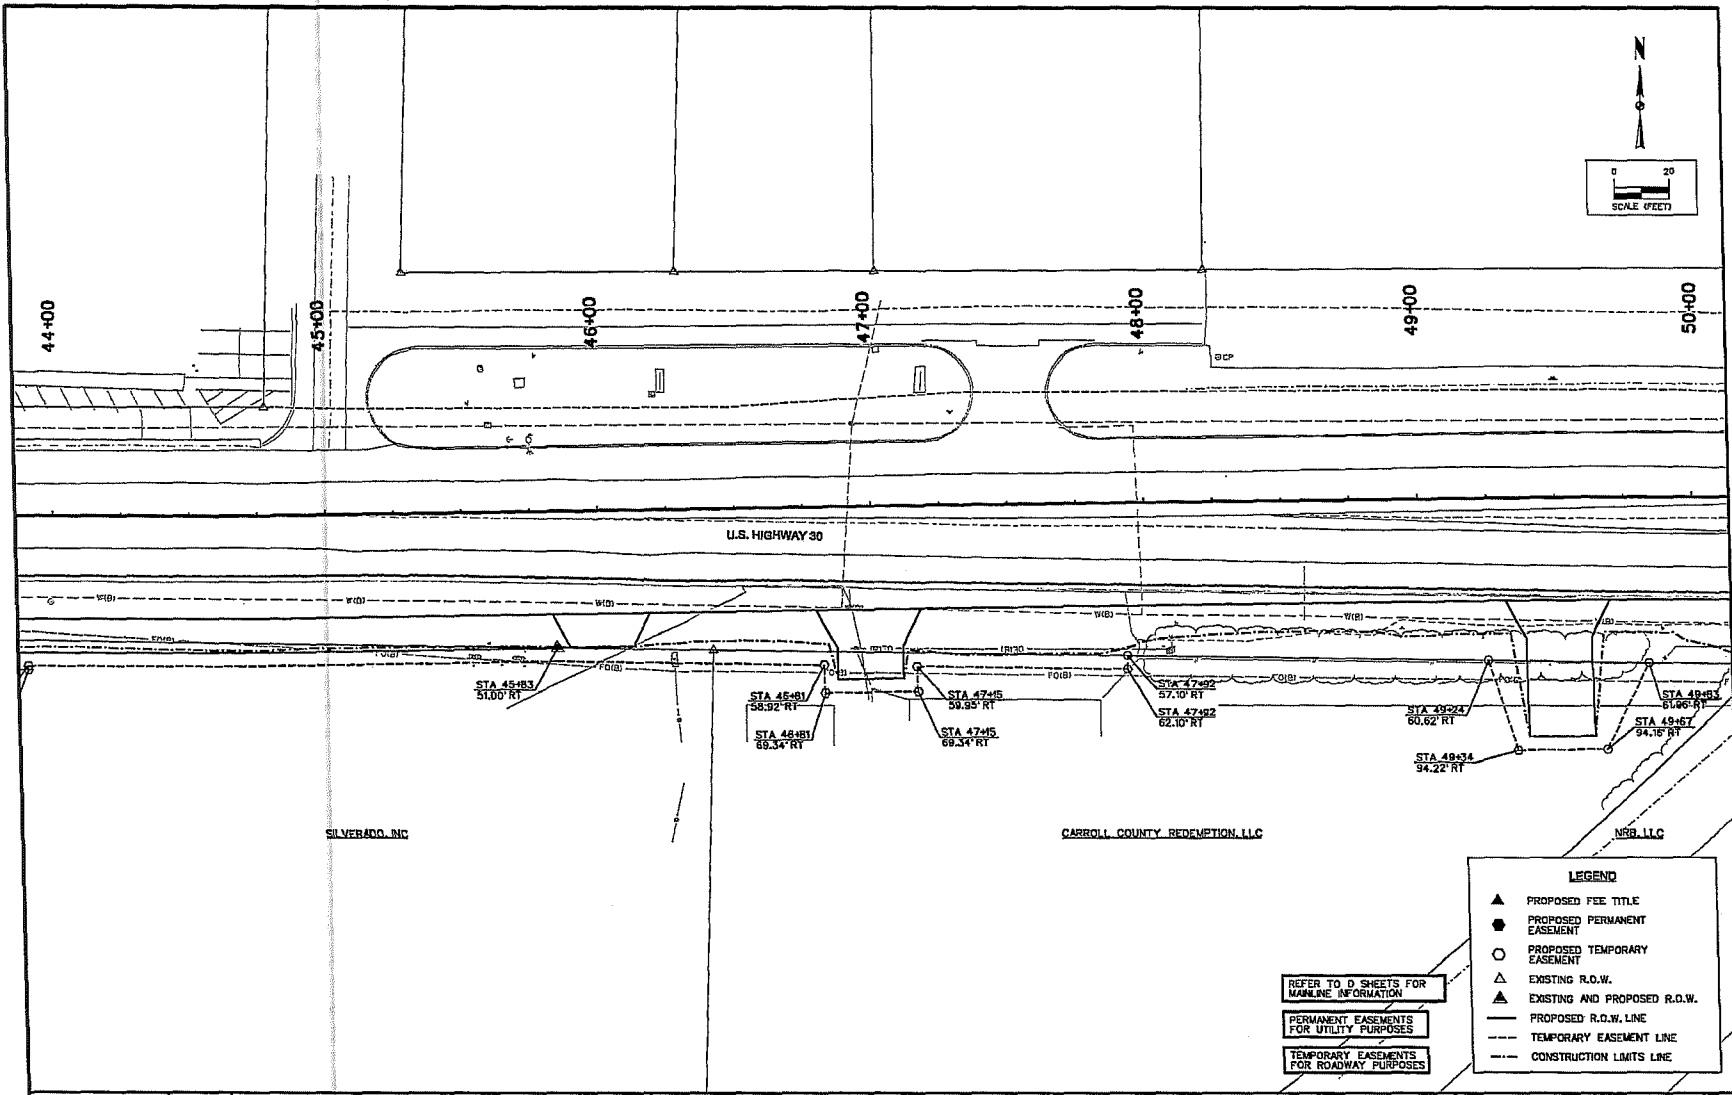 N
0 20
SCALE (FEET)
44+00
45+00
46+00
47+00
48+00
49+00
50+00
CP
U.S. HIGHWAY 30
W(B)
W(B)
W(B)
W(B)
FO(B)
FO(B)
FO(B)
STA 45+83
51.00' RT
STA 46+81
58.92' RT
STA 46+81
69.34' RT
STA 47+15
59.95' RT
STA 47+15
69.34' RT
STA 47+92
57.10' RT
STA 47+92
62.10' RT
STA 49+24
60.62' RT
STA 49+34
94.22' RT
STA 49+83
61.96' RT
STA 49+67
94.15' RT
SILVERADO, INC
CARROLL COUNTY REDEMPTION, LLC
NRB, LLC
LEGEND
PROPOSED FEE TITLE
PROPOSED PERMANENT
EASEMENT
PROPOSED TEMPORARY
EASEMENT
EXISTING R.O.W.
EXISTING AND PROPOSED R.O.W.
PROPOSED R.O.W. LINE
TEMPORARY EASEMENT LINE
CONSTRUCTION LIMITS LINE
REFER TO D SHEETS FOR
MAINLINE INFORMATION
PERMANENT EASEMENTS
FOR UTILITY PURPOSES
TEMPORARY EASEMENTS
FOR ROADWAY PURPOSES